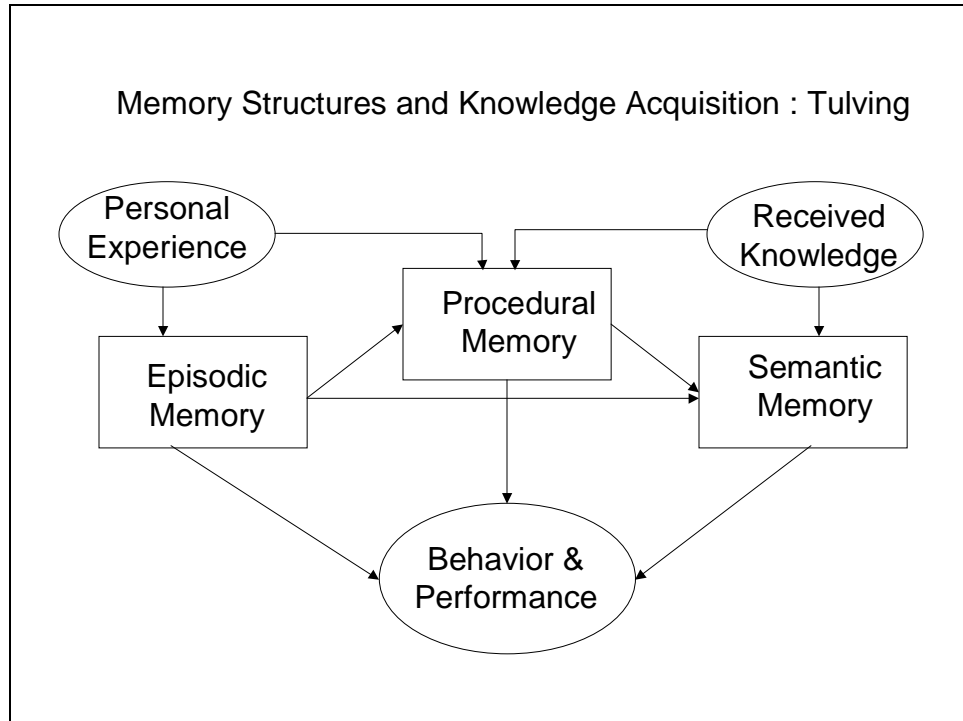 Memory Structures and Knowledge Acquisition : Tulving
Personal
Experience
Received
Knowledge
Procedural
Memory
Episodic
Memory
Semantic
Memory
Behavior &
Performance